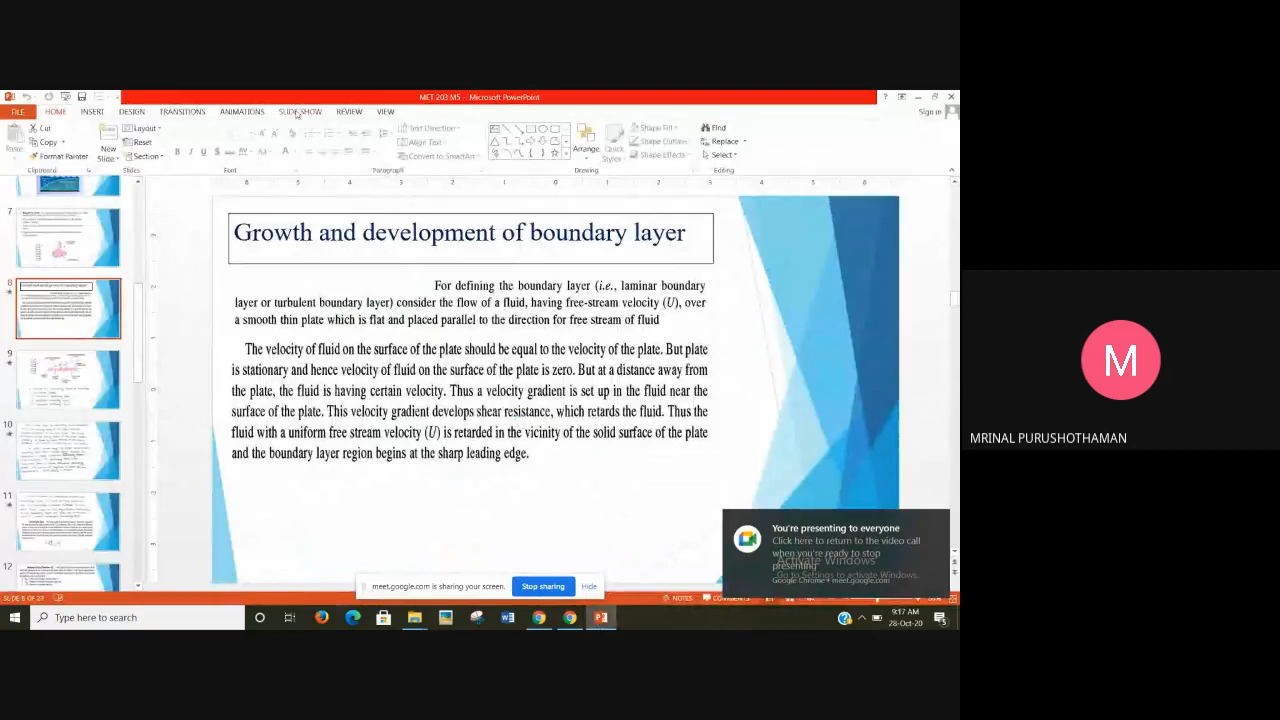 MET 203 M5 - Microsoft PowerPoint
FILE HOME INSERT DESIGN TRANSITIONS ANIMATIONS SLIDE SHOW REVIEW VIEW Sign in
Cut
Copy
Format Painter
Clipboard
New
Slide
Layout
Reset
Section
Slides
Font
Text Direction
Align Text
Convert to SmartArt
Paragraph
Arrange
Quick
Styles
Shape Fill
Shape Outline
Shape Effects
Drawing
Find
Replace
Select
Editing
7
8
9
10
11
12
Growth and development of boundary layer
For defining the boundary layer (i.e., laminar boundary
layer or turbulent boundary layer) consider the flow of a fluid, having free-stream velocity (U), over
a smooth thin plate which is flat and placed parallel to the direction for free stream of fluid
The velocity of fluid on the surface of the plate should be equal to the velocity of the plate. But plate
is stationary and hence velocity of fluid on the surface of the plate is zero. But at a distance away from
the plate, the fluid is having certain velocity. Thus a velocity gradient is set up in the fluid near the
surface of the plate. This velocity gradient develops shear resistance, which retards the fluid. Thus the
fluid with a uniform free stream velocity (U) is retarded in the vicinity of the solid surface of the plate
and the boundary layer region begins at the sharp leading edge.
You're presenting to everyone
Click here to return to the video call
when you're ready to stop
presenting
Google Chrome • meet.google.com
Activate Windows
Go to Settings to activate Windows.
meet.google.com is sharing your screen.
Stop sharing
Hide
SLIDE 8 OF 27
NOTES
COMMENTS
Type here to search
9:17 AM
28-Oct-20
5
M
MRINAL PURUSHOTHAMAN